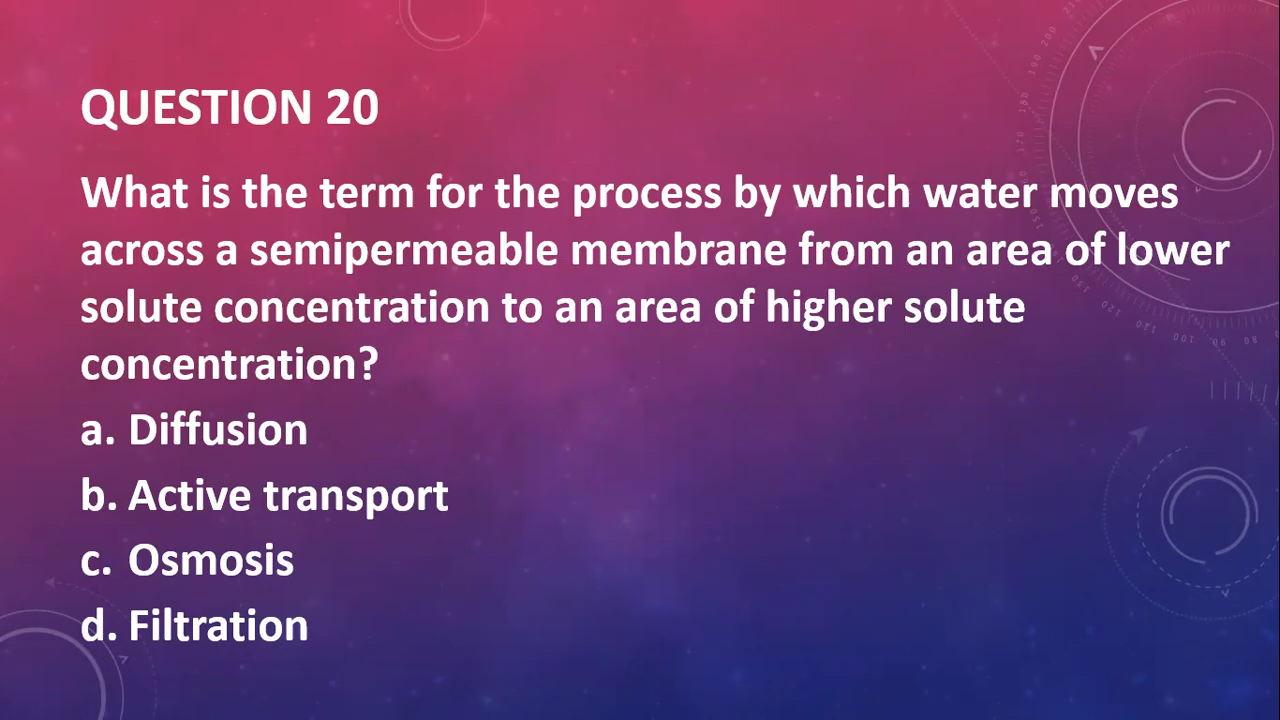 QUESTION 20
What is the term for the process by which water moves
across a semipermeable membrane from an area of lower
solute concentration to an area of higher solute
concentration?
a. Diffusion
b. Active transport
c. Osmosis
d. Filtration